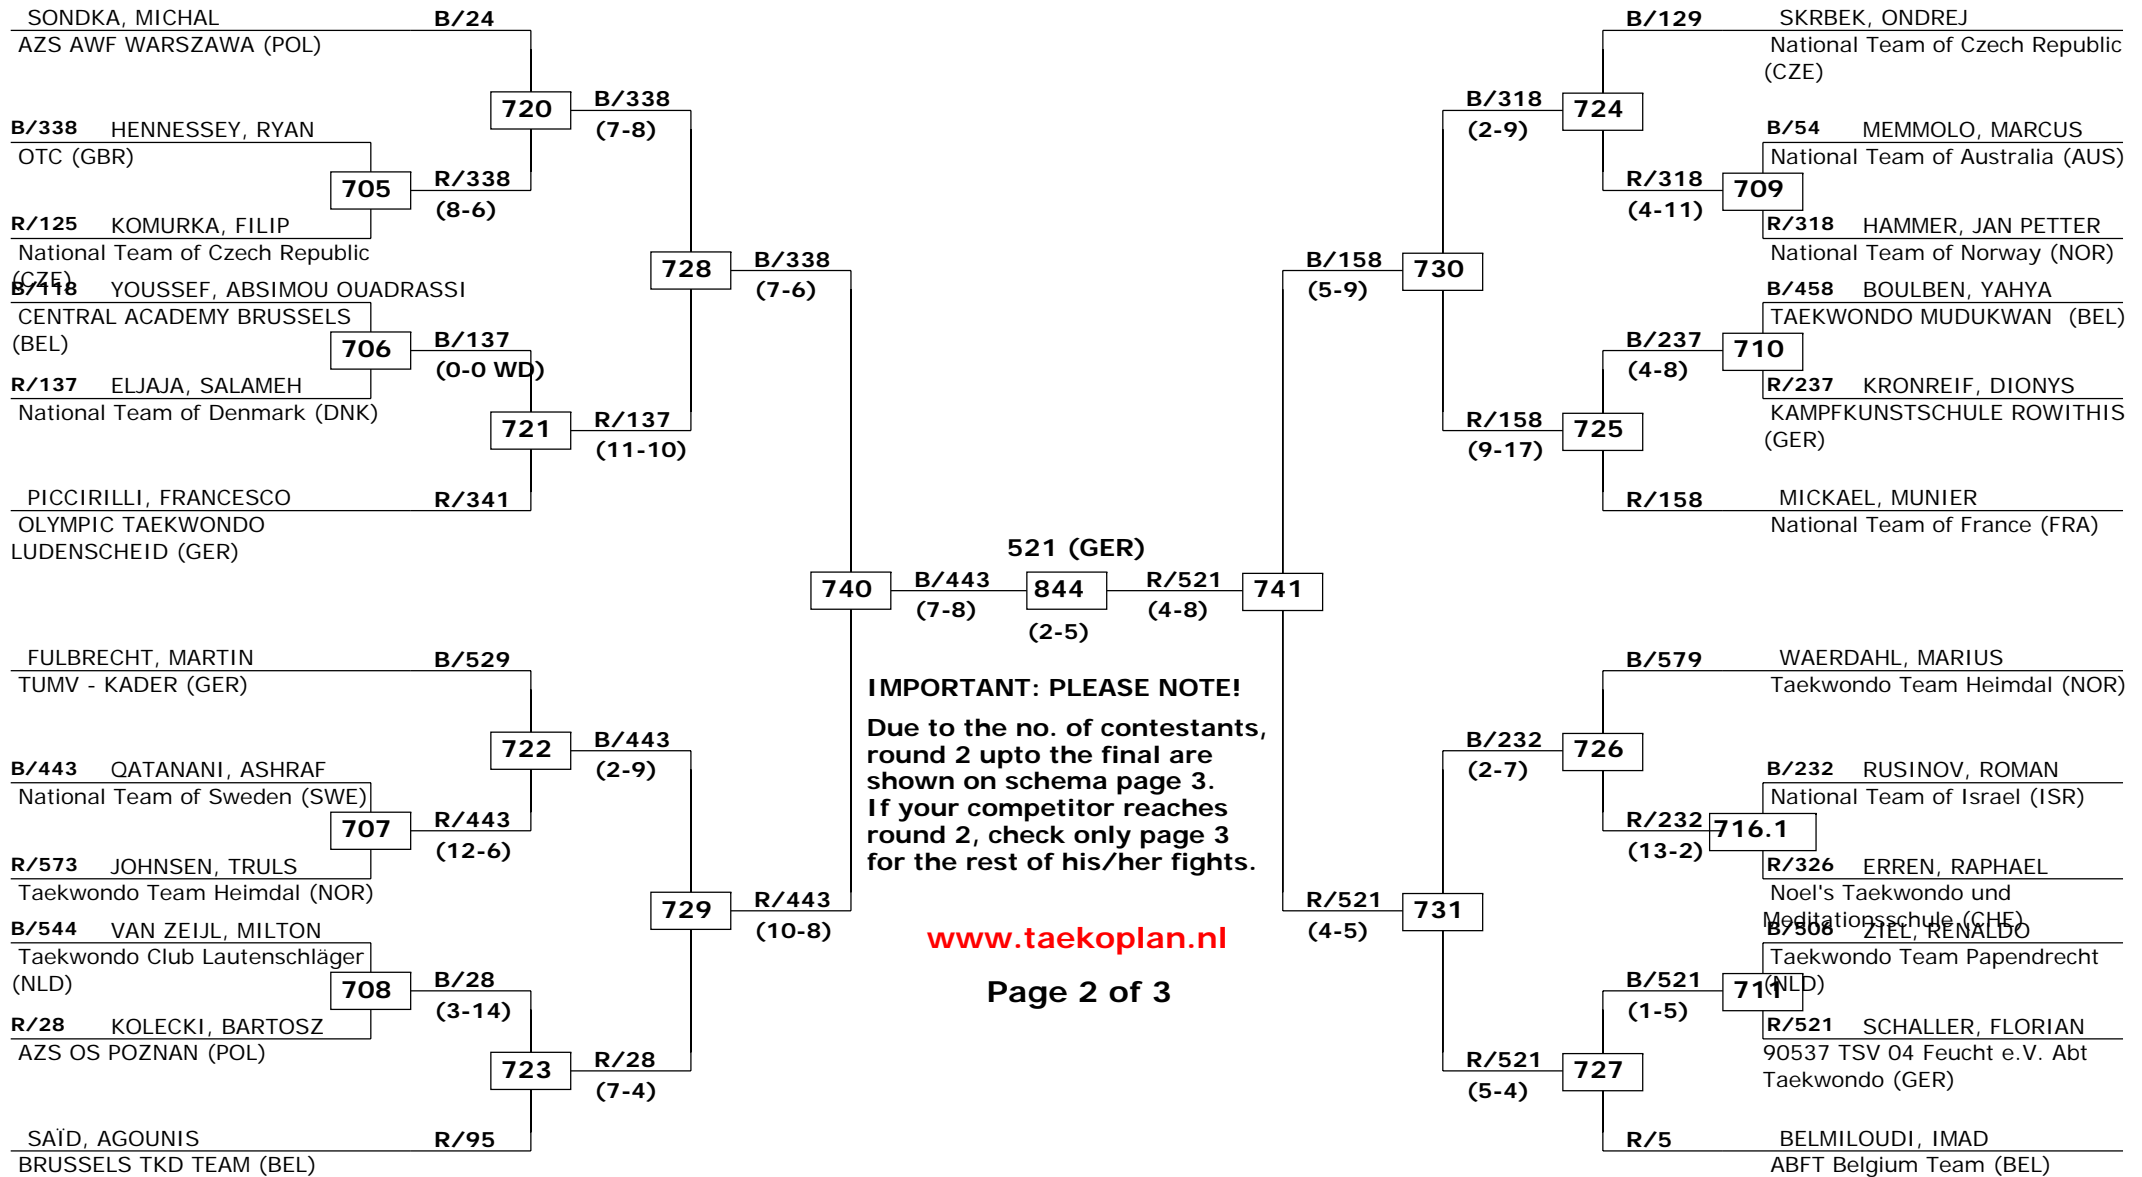 SONDKA, MICHAL B/24
AZS AWF WARSZAWA (POL)
720 B/338
(7-8)
B/338 HENNESSEY, RYAN
OTC (GBR)
705 R/338
(8-6)
R/125 KOMURKA, FILIP
National Team of Czech Republic
(CZE)
728 B/338
(7-6)
B/118 YOUSSEF, ABSIMOU OUADRASSI
CENTRAL ACADEMY BRUSSELS
(BEL)
706 B/137
(0-0 WD)
R/137 ELJAJA, SALAMEH
National Team of Denmark (DNK)
721 R/137
(11-10)
PICCIRILLI, FRANCESCO R/341
OLYMPIC TAEKWONDO
LUDENSCHEID (GER)
740 B/443
(7-8)
FULBRECHT, MARTIN B/529
TUMV - KADER (GER)
722 B/443
(2-9)
B/443 QATANANI, ASHRAF
National Team of Sweden (SWE)
707 R/443
(12-6)
R/573 JOHNSEN, TRULS
Taekwondo Team Heimdal (NOR)
729 R/443
(10-8)
B/544 VAN ZEIJL, MILTON
Taekwondo Club Lautenschläger
(NLD)
708 B/28
(3-14)
R/28 KOLECKI, BARTOSZ
AZS OS POZNAN (POL)
723 R/28
(7-4)
SAÏD, AGOUNIS R/95
BRUSSELS TKD TEAM (BEL)
521 (GER)
844
(2-5)
IMPORTANT: PLEASE NOTE!
Due to the no. of contestants,
round 2 upto the final are
shown on schema page 3.
If your competitor reaches
round 2, check only page 3
for the rest of his/her fights.
www.taekoplan.nl
Page 2 of 3
B/129 SKRBEK, ONDREJ
National Team of Czech Republic
(CZE)
B/318 724
(2-9)
B/54 MEMMOLO, MARCUS
National Team of Australia (AUS)
R/318 709
(4-11)
R/318 HAMMER, JAN PETTER
National Team of Norway (NOR)
B/158 730
(5-9)
B/458 BOULBEN, YAHYA
TAEKWONDO MUDUKWAN (BEL)
B/237 710
(4-8)
R/237 KRONREIF, DIONYS
KAMPFKUNSTSCHULE ROWITHIS
(GER)
R/158 725
(9-17)
R/158 MICKAEL, MUNIER
National Team of France (FRA)
R/521 741
(4-8)
B/579 WAERDAHL, MARIUS
Taekwondo Team Heimdal (NOR)
B/232 726
(2-7)
B/232 RUSINOV, ROMAN
National Team of Israel (ISR)
R/232 716.1
(13-2)
R/326 ERREN, RAPHAEL
Noel's Taekwondo und
Meditationsschule (CHE)
R/521 731
(4-5)
B/506 ZIEL, RENALDO
Taekwondo Team Papendrecht
(NLD)
B/521 711
(1-5)
R/521 SCHALLER, FLORIAN
90537 TSV 04 Feucht e.V. Abt
Taekwondo (GER)
R/521 727
(5-4)
R/5 BELMILOUDI, IMAD
ABFT Belgium Team (BEL)